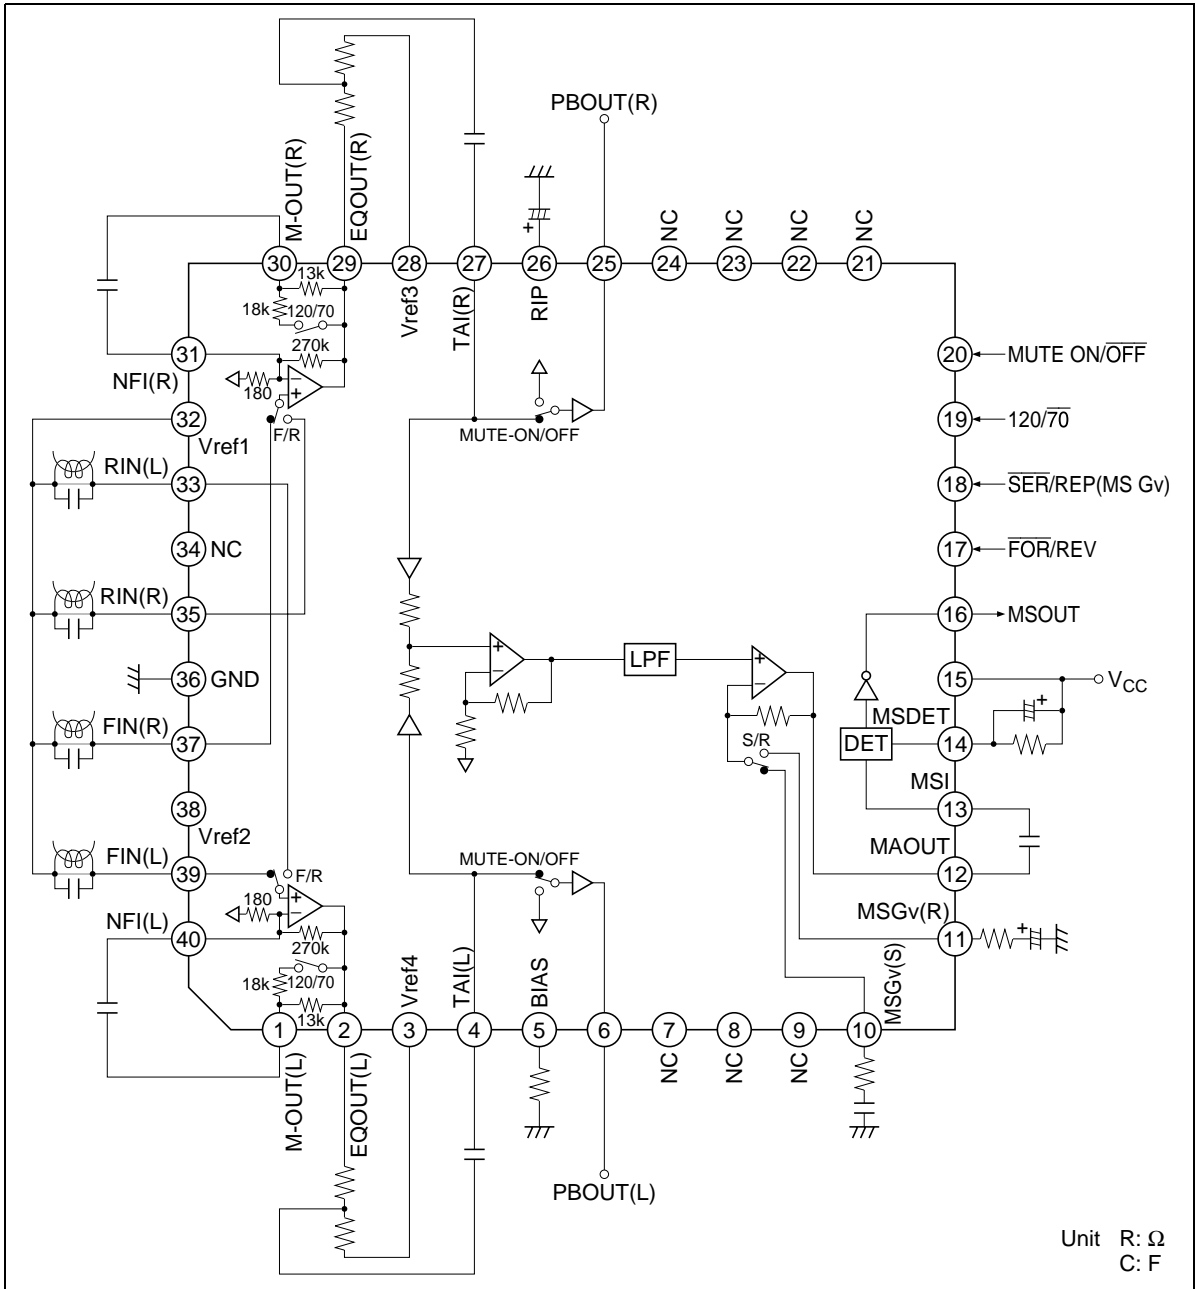 PBOUT(R)
M-OUT(R)
EQOUT(R)
NC
NC
NC
NC
30
29
28
27
26
25
24
23
22
21
13k
18k
120/70
Vref3
TAI(R)
RIP
270k
31
NFI(R)
180
−
+
20
MUTE ON/OFF
32
Vref1
F/R
MUTE-ON/OFF
19
120/70
RIN(L)
33
18
SER/REP(MS Gv)
34
NC
17
FOR/REV
RIN(R)
35
16
MSOUT
+
−
LPF
+
−
36
GND
15
VCC
+
MSDET
FIN(R)
37
S/R
DET
14
MSI
38
Vref2
13
MAOUT
FIN(L)
39
F/R
MUTE-ON/OFF
12
180
+
−
MSGv(R)
NFI(L)
40
270k
11
+
18k
120/70
13k
Vref4
TAI(L)
BIAS
MSGv(S)
1
2
3
4
5
6
7
8
9
10
M-OUT(L)
EQOUT(L)
NC
NC
NC
PBOUT(L)
Unit R: Ω
C: F